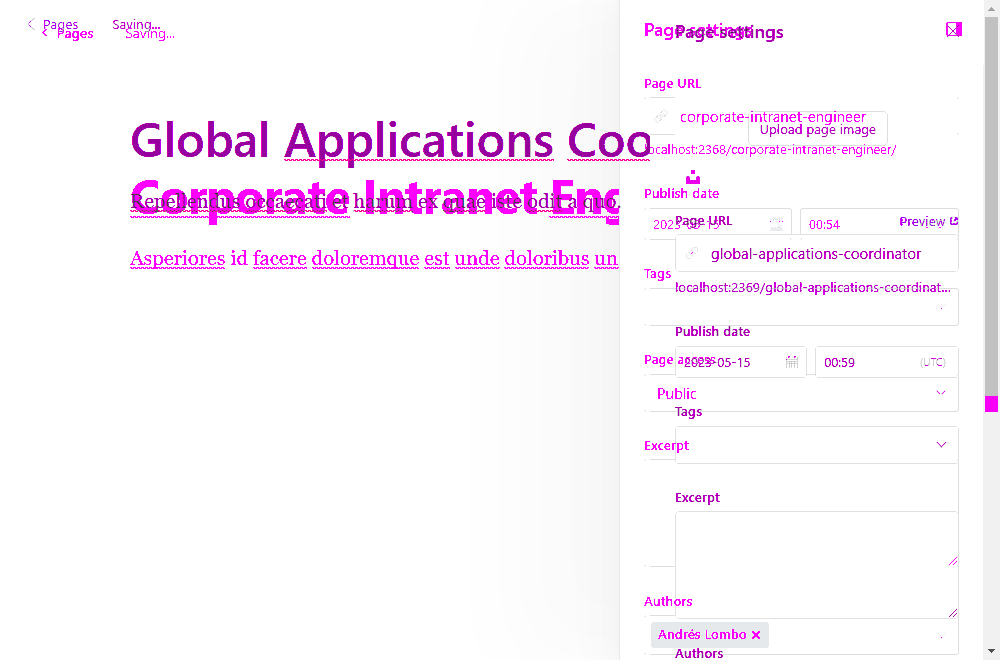 Pages Saving...
Pages Saving...
Page settings
Page settings
Page URL
corporate-intranet-engineer
Upload page image
localhost:2368/corporate-intranet-engineer/
Global Applications Coo
Corporate Intranet Eng
Repellendus occaecati et harum ex quae iste odit a quo.
Asperiores id facere doloremque est unde doloribus un
Publish date
Page URL
Preview
00:54
global-applications-coordinator
Tags
localhost:2369/global-applications-coordinat...
Publish date
Page access
2023-05-15
00:59 (UTC)
Public
Tags
Excerpt
Excerpt
Authors
Andrés Lombo ×
Authors